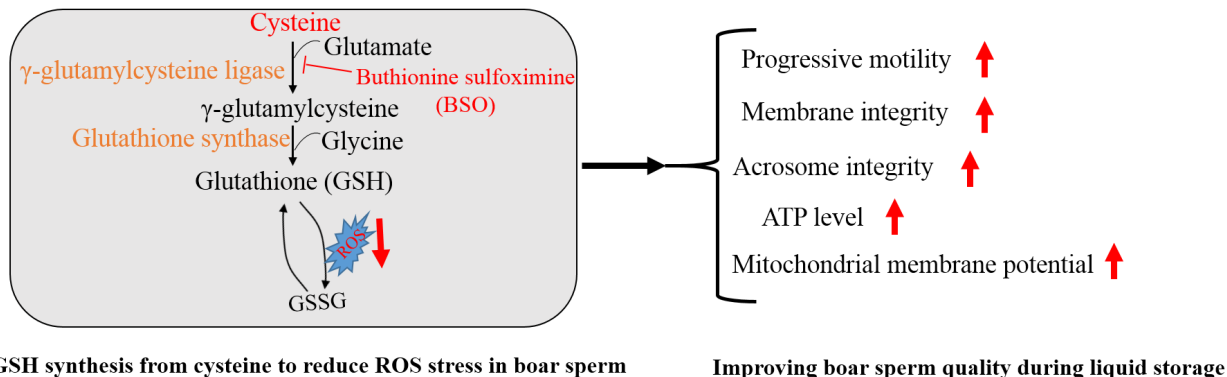 Cysteine
Glutamate
γ-glutamylcysteine ligase
Buthionine sulfoximine
(BSO)
γ-glutamylcysteine
Glutathione synthase
Glycine
Glutathione (GSH)
ROS
GSSG
GSH synthesis from cysteine to reduce ROS stress in boar sperm
Progressive motility
Membrane integrity
Acrosome integrity
ATP level
Mitochondrial membrane potential
Improving boar sperm quality during liquid storage